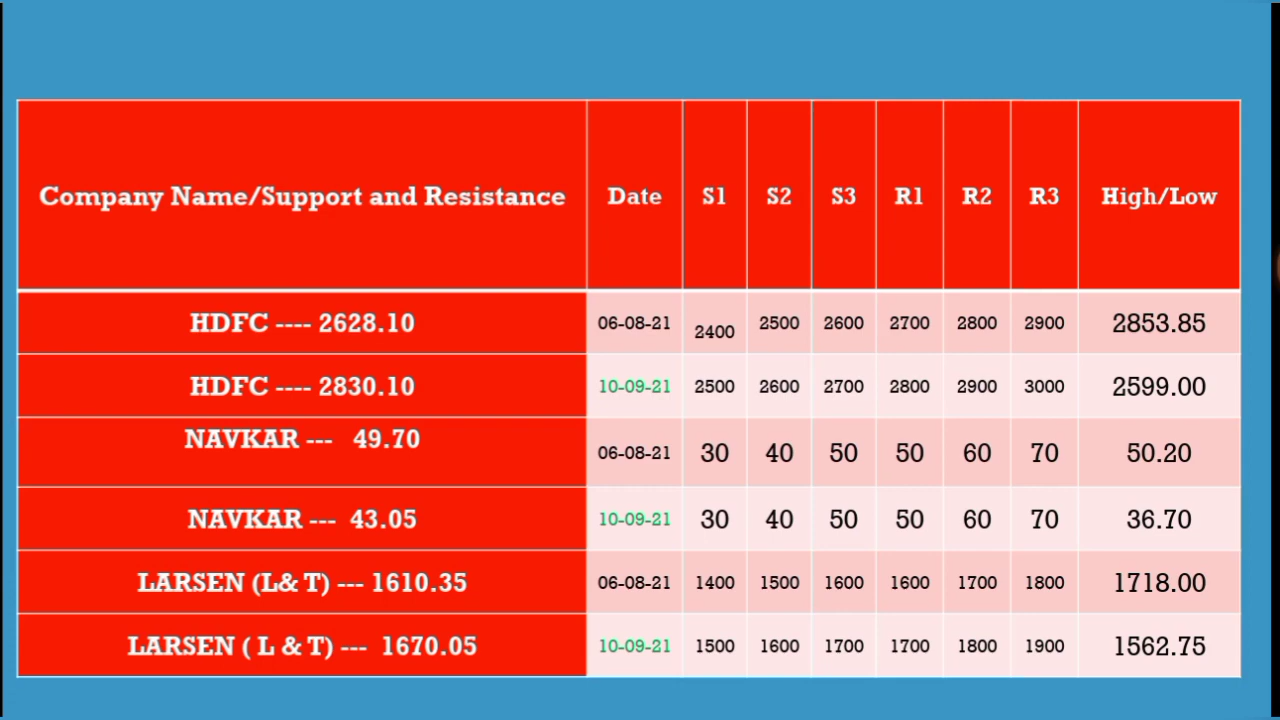 Company Name/Support and Resistance Date S1 S2 S3 R1 R2 R3 High/Low
HDFC ---- 2628.10 06-08-21 2400 2500 2600 2700 2800 2900 2853.85
HDFC ---- 2830.10 10-09-21 2500 2600 2700 2800 2900 3000 2599.00
NAVKAR --- 49.70 06-08-21 30 40 50 50 60 70 50.20
NAVKAR --- 43.05 10-09-21 30 40 50 50 60 70 36.70
LARSEN (L& T) --- 1610.35 06-08-21 1400 1500 1600 1600 1700 1800 1718.00
LARSEN ( L & T) --- 1670.05 10-09-21 1500 1600 1700 1700 1800 1900 1562.75